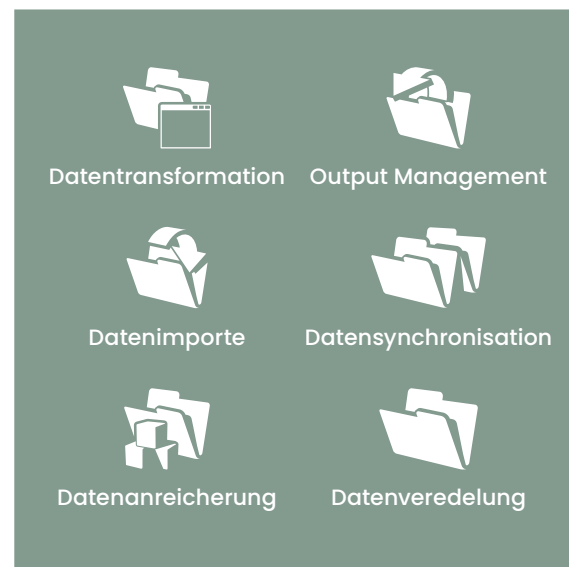 Datentransformation
Output Management
Datenimporte
Datensynchronisation
Datenanreicherung
Datenveredelung